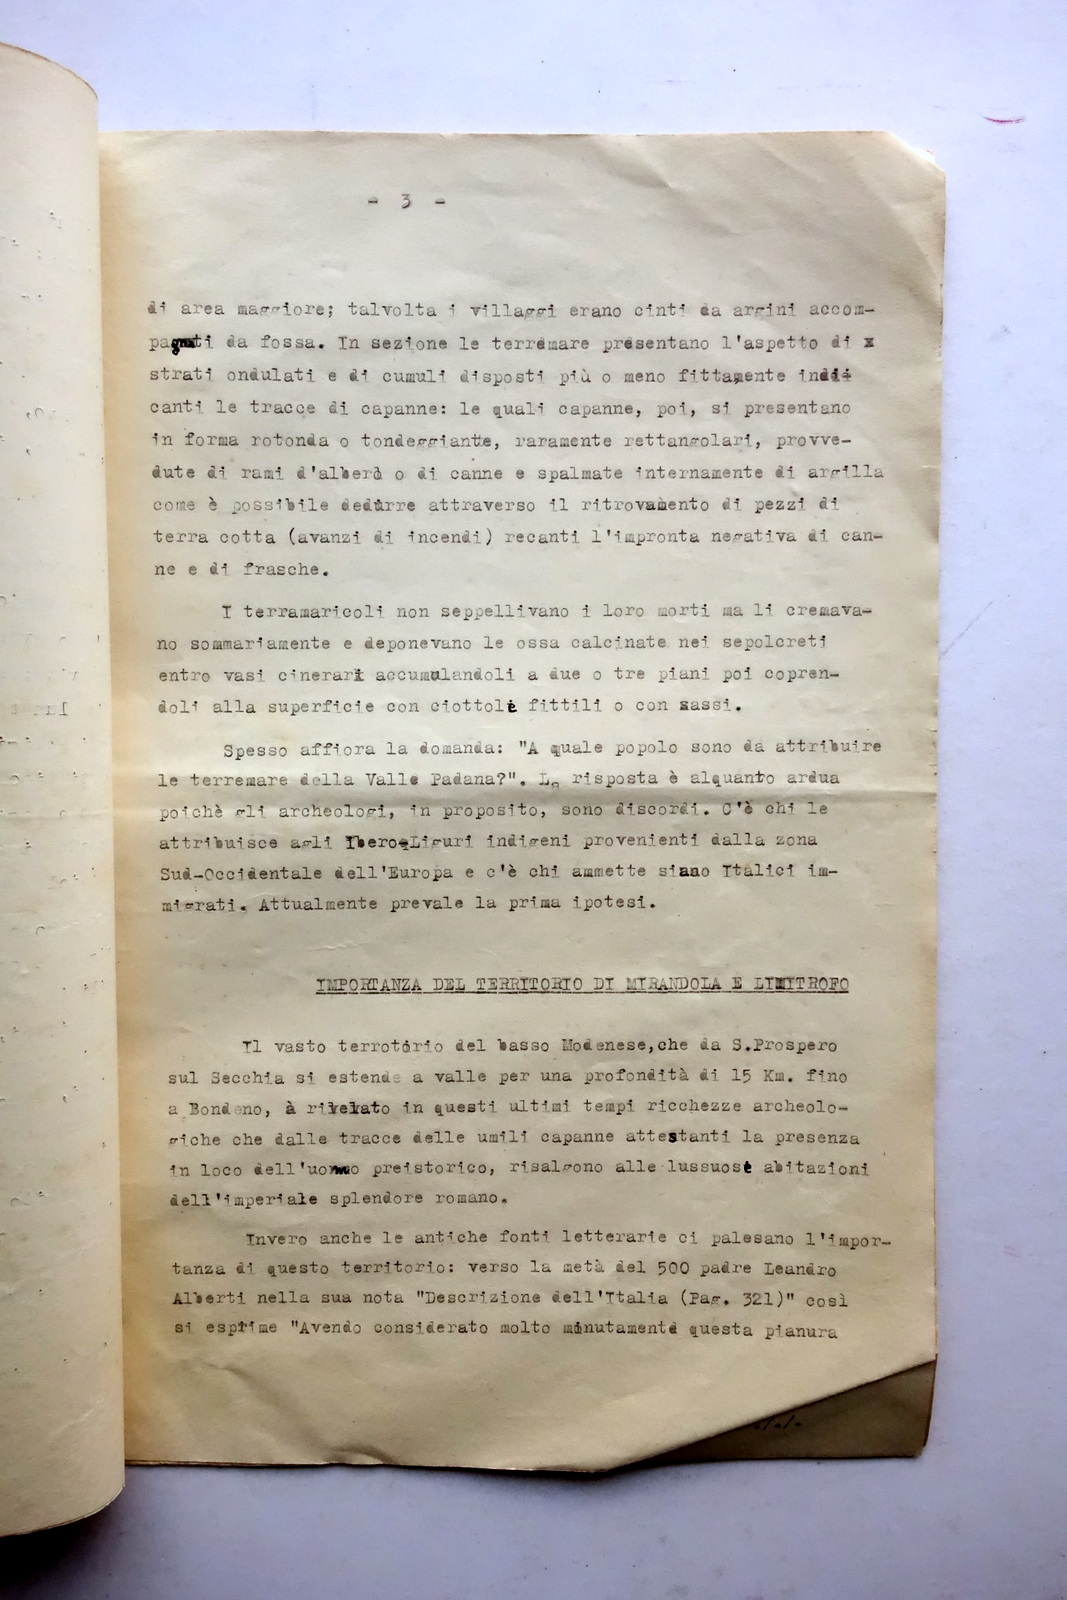 - 3 -
di area maggiore; talvolta i villaggi erano cinti da argini accom-
pagnati da fossa. In sezione le terremare presentano l'aspetto di x
strati ondulati e di cumuli disposti più o meno fittamente indi-
canti le tracce di capanne: le quali capanne, poi, si presentano
in forma rotonda o tondeggiante, raramente rettangolari, provve-
dute di rami d'albero o di canne e spalmate internamente di argilla
come è possibile dedurre attraverso il ritrovamento di pezzi di
terra cotta (avanzi di incendi) recanti l'impronta negativa di can-
ne e di frasche.
I terramaricoli non seppellivano i loro morti ma li cremava-
no sommariamente e deponevano le ossa calcinate nei sepolcreti
entro vasi cinerari accumulandoli a due o tre piani poi copren-
doli alla superficie con ciottole fittili o con sassi.
Spesso affiora la domanda: "A quale popolo sono da attribuire
le terremare della Valle Padana?". La risposta è alquanto ardua
poichè gli archeologi, in proposito, sono discordi. C'è chi le
attribuisce agli Ibero-Liguri indigeni provenienti dalla zona
Sud-Occidentale dell'Europa e c'è chi ammette siano Italici im-
migrati. Attualmente prevale la prima ipotesi.
IMPORTANZA DEL TERRITORIO DI MIRANDOLA E LIMITROFO
Il vasto terrotório del basso Modenese,che da S.Prospero
sul Secchia si estende a valle per una profondità di 15 Km. fino
a Bondeno, à rivelato in questi ultimi tempi ricchezze archeolo-
giche che dalle tracce delle umili capanne attestanti la presenza
in loco dell'uomo preistorico, risalgono alle lussuose abitazioni
dell'imperiale splendore romano.
Invero anche le antiche fonti letterarie ci palesano l'impor-
tanza di questo territorio: verso la metà del 500 padre Leandro
Alberti nella sua nota "Descrizione dell'Italia (Pag. 321)" così
si esprime "Avendo considerato molto minutamente questa pianura
./././.